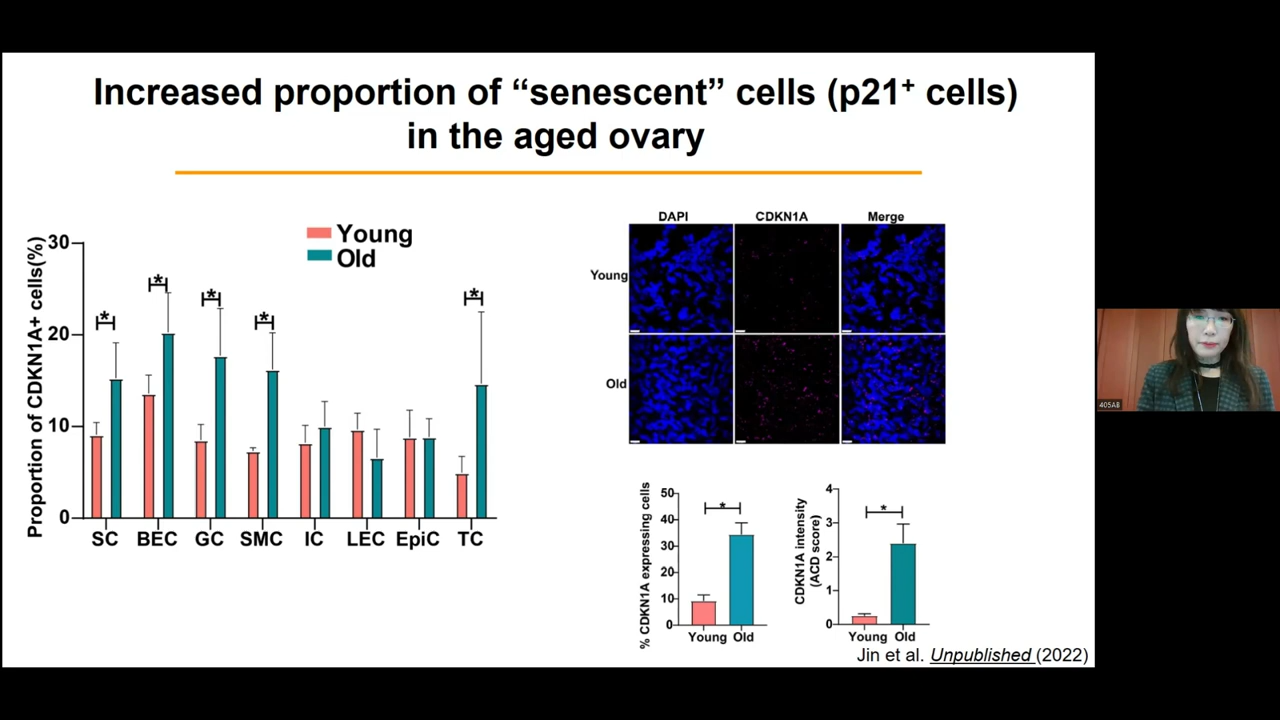 Increased proportion of “senescent” cells (p21⁺ cells)
in the aged ovary
Proportion of CDKN1A+ cells(%)
30
20
10
0
Young
Old
*
*
*
*
*
SC BEC GC SMC IC LEC EpiC TC
DAPI CDKN1A Merge
Young
Old
% CDKN1A expressing cells
50
40
30
20
10
0
*
Young Old
CDKN1A intensity
(ACD score)
4
3
2
1
0
*
Young Old
Jin et al. Unpublished (2022)
405AB